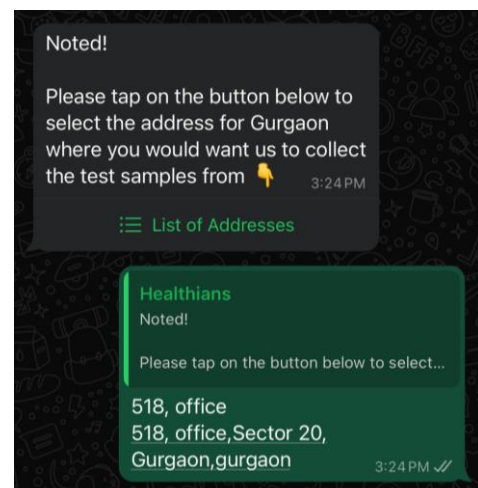 Noted!
Please tap on the button below to
select the address for Gurgaon
where you would want us to collect
the test samples from 👇
3:24 PM
List of Addresses
Healthians
Noted!
Please tap on the button below to select...
518, office
518, office,Sector 20,
Gurgaon,gurgaon
3:24 PM